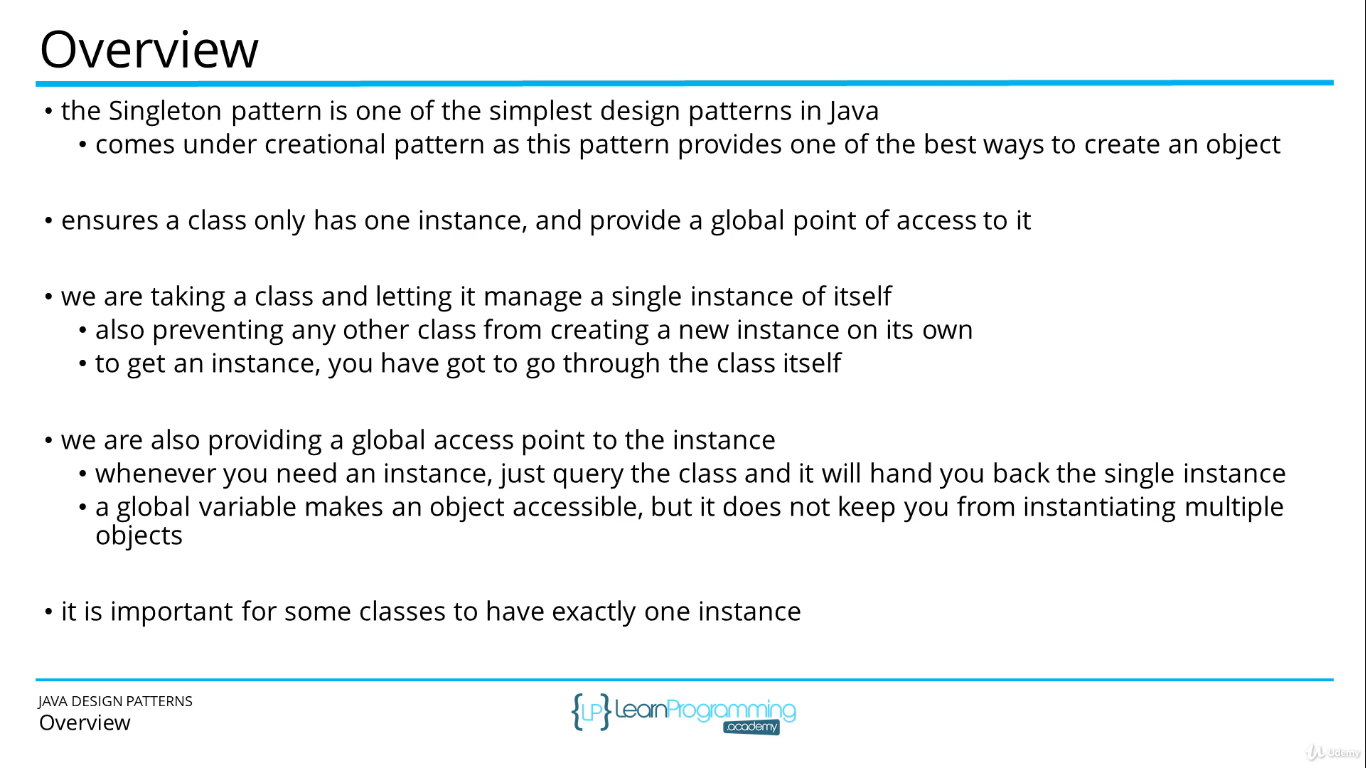 Overview
• the Singleton pattern is one of the simplest design patterns in Java
• comes under creational pattern as this pattern provides one of the best ways to create an object
• ensures a class only has one instance, and provide a global point of access to it
• we are taking a class and letting it manage a single instance of itself
• also preventing any other class from creating a new instance on its own
• to get an instance, you have got to go through the class itself
• we are also providing a global access point to the instance
• whenever you need an instance, just query the class and it will hand you back the single instance
• a global variable makes an object accessible, but it does not keep you from instantiating multiple
objects
• it is important for some classes to have exactly one instance
JAVA DESIGN PATTERNS
Overview
{LP} LearnProgramming
.academy
Udemy